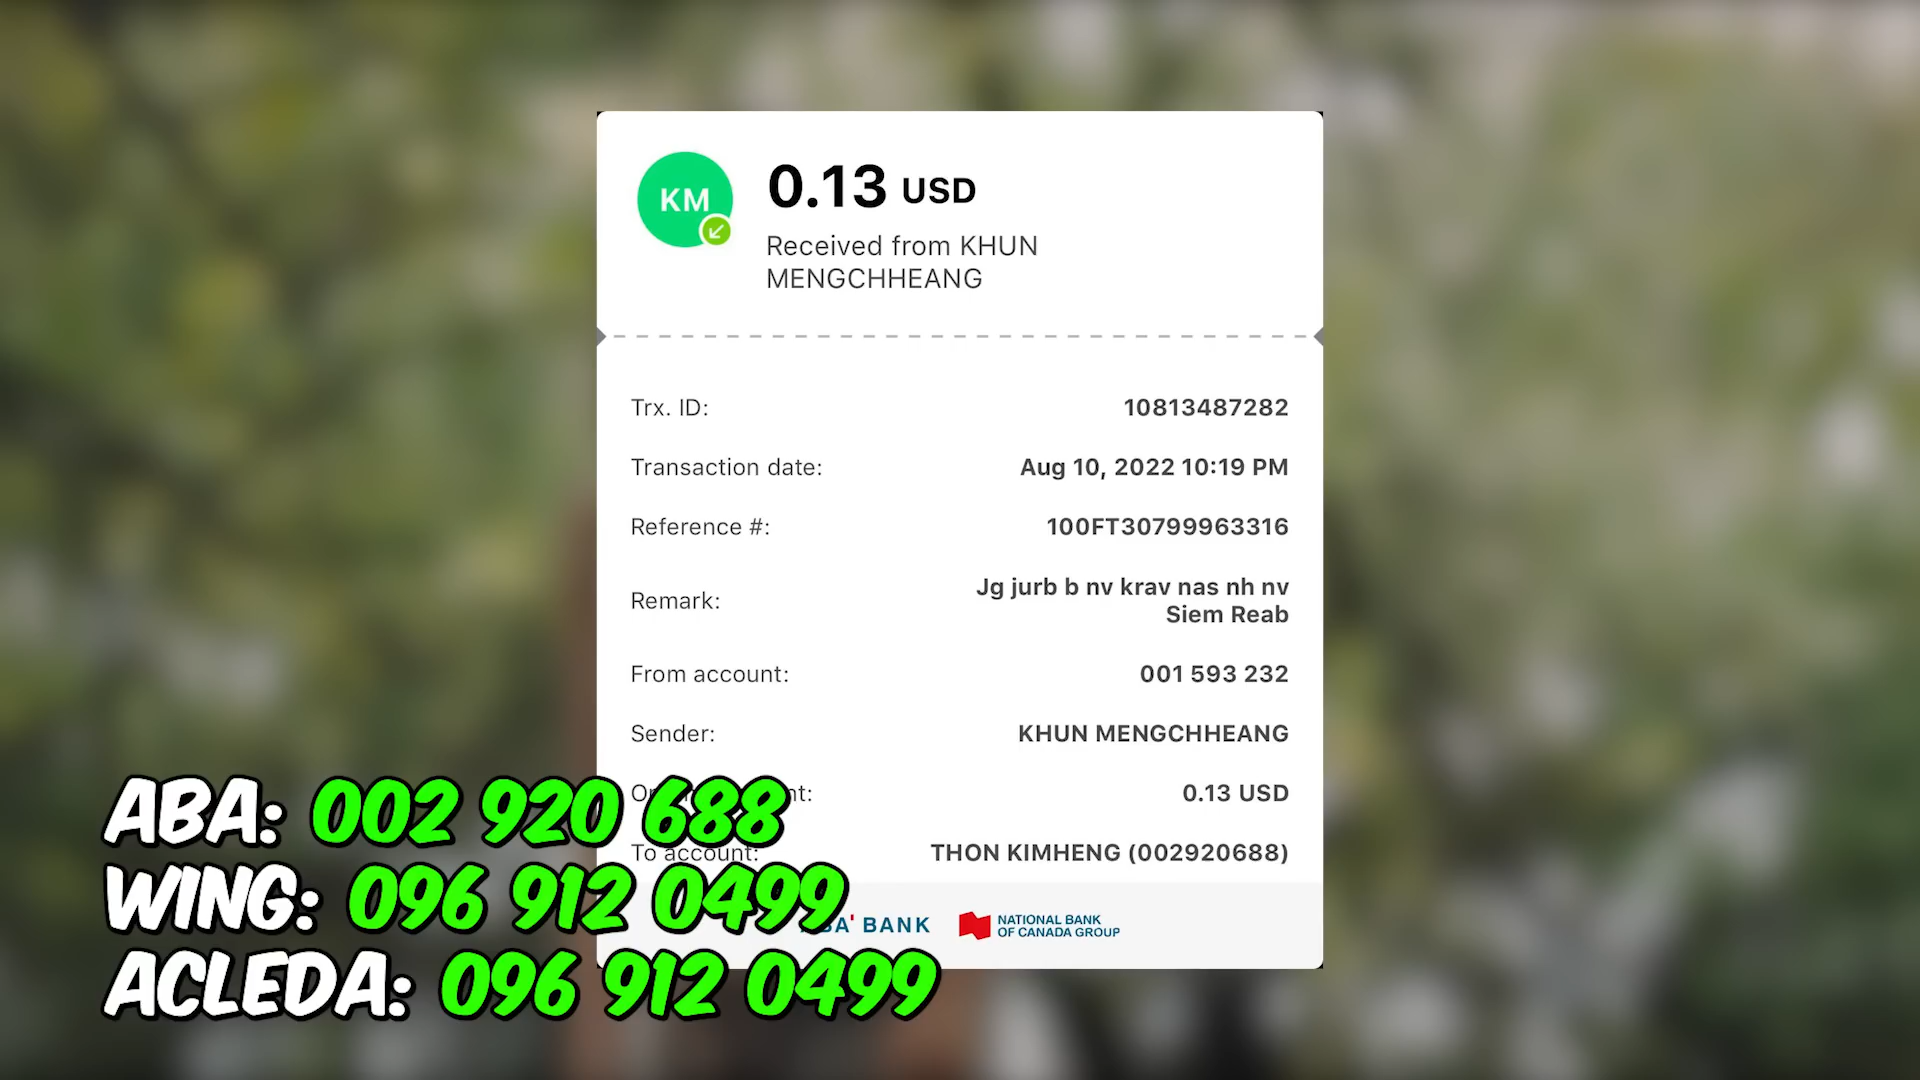 KM
0.13 USD
Received from KHUN
MENGCHHEANG
Trx. ID: 10813487282
Transaction date: Aug 10, 2022 10:19 PM
Reference #: 100FT30799963316
Remark: Jg jurb b nv krav nas nh nv
Siem Reab
From account: 001 593 232
Sender: KHUN MENGCHHEANG
0.13 USD
To account: THON KIMHENG (002920688)
BANK
NATIONAL BANK
OF CANADA GROUP
ABA: 002 920 688
WING: 096 912 0499
ACLEDA: 096 912 0499